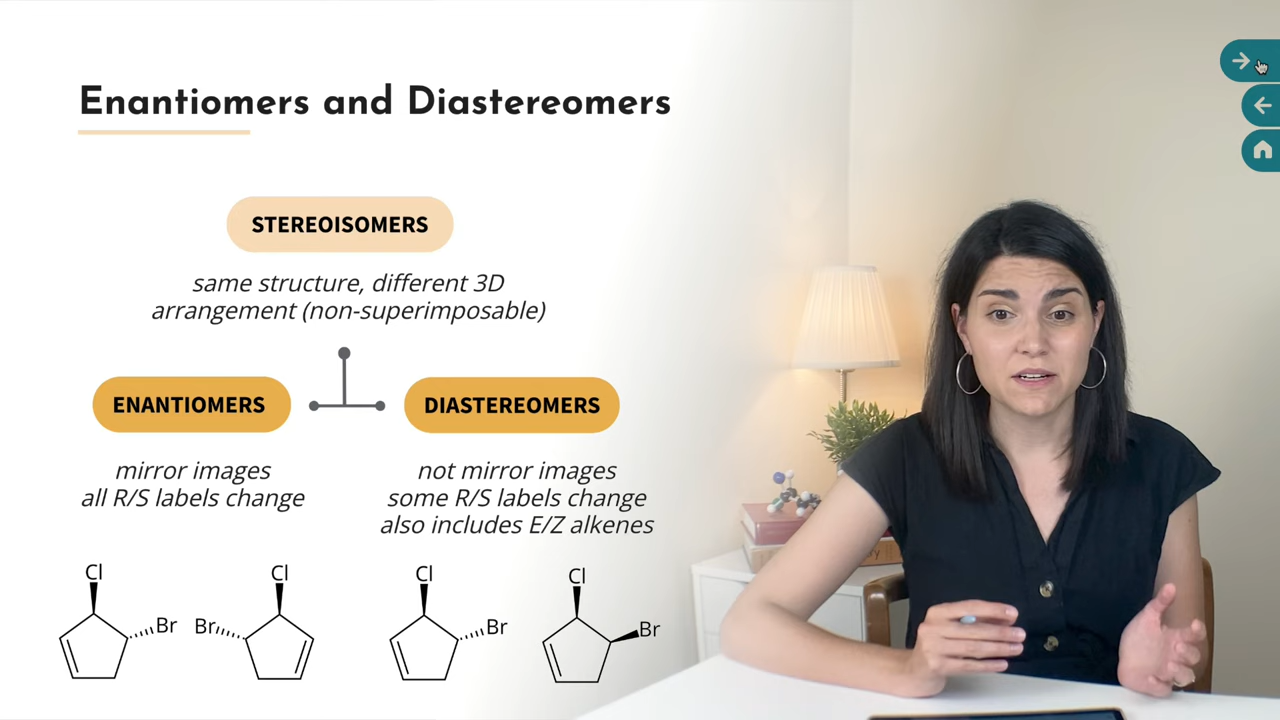 Enantiomers and Diastereomers
STEREOISOMERS
same structure, different 3D
arrangement (non-superimposable)
ENANTIOMERS
DIASTEREOMERS
mirror images
all R/S labels change
not mirror images
some R/S labels change
also includes E/Z alkenes
Cl
Br
Cl
Br
Cl
Br
Cl
Br